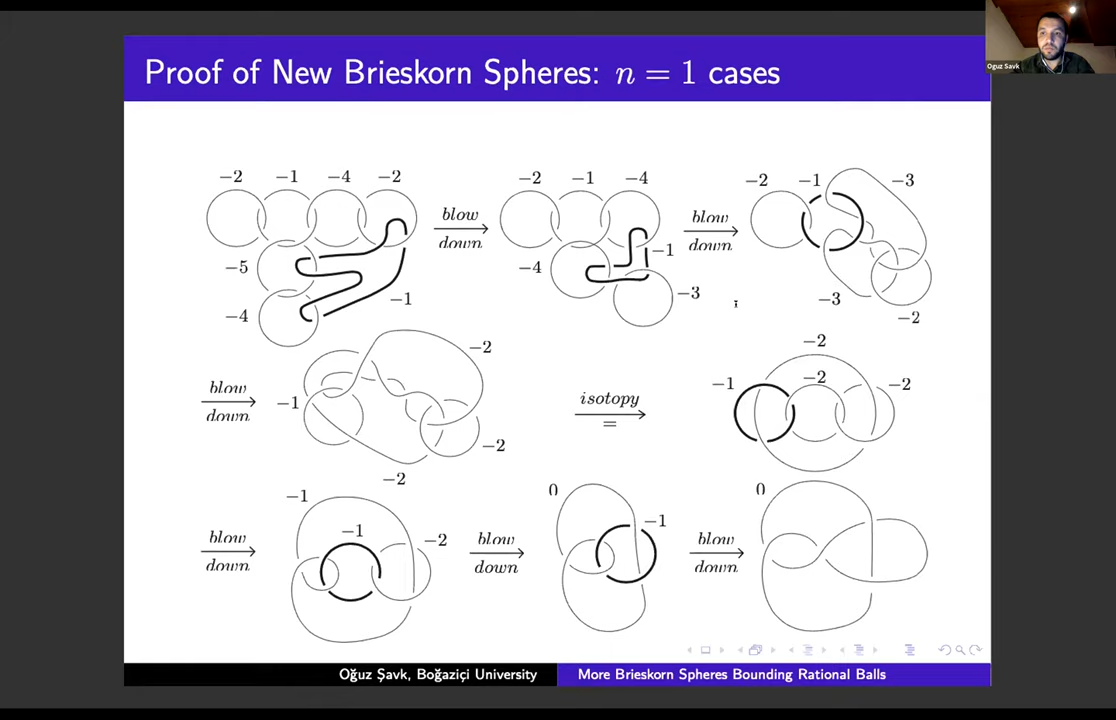 Oguz Savk
Proof of New Brieskorn Spheres: n = 1 cases
−2 −1 −4 −2
−5
−4
−1
blow
down
−2 −1 −4
−4
−1
−3
blow
down
−2 −1 −3
−3
−2
blow
down
−1
−2
−2
−2
isotopy
=
−2
−1
−2
−2
blow
down
−1
−1
−2
blow
down
0
−1
blow
down
0
Oğuz Şavk, Boğaziçi University
More Brieskorn Spheres Bounding Rational Balls